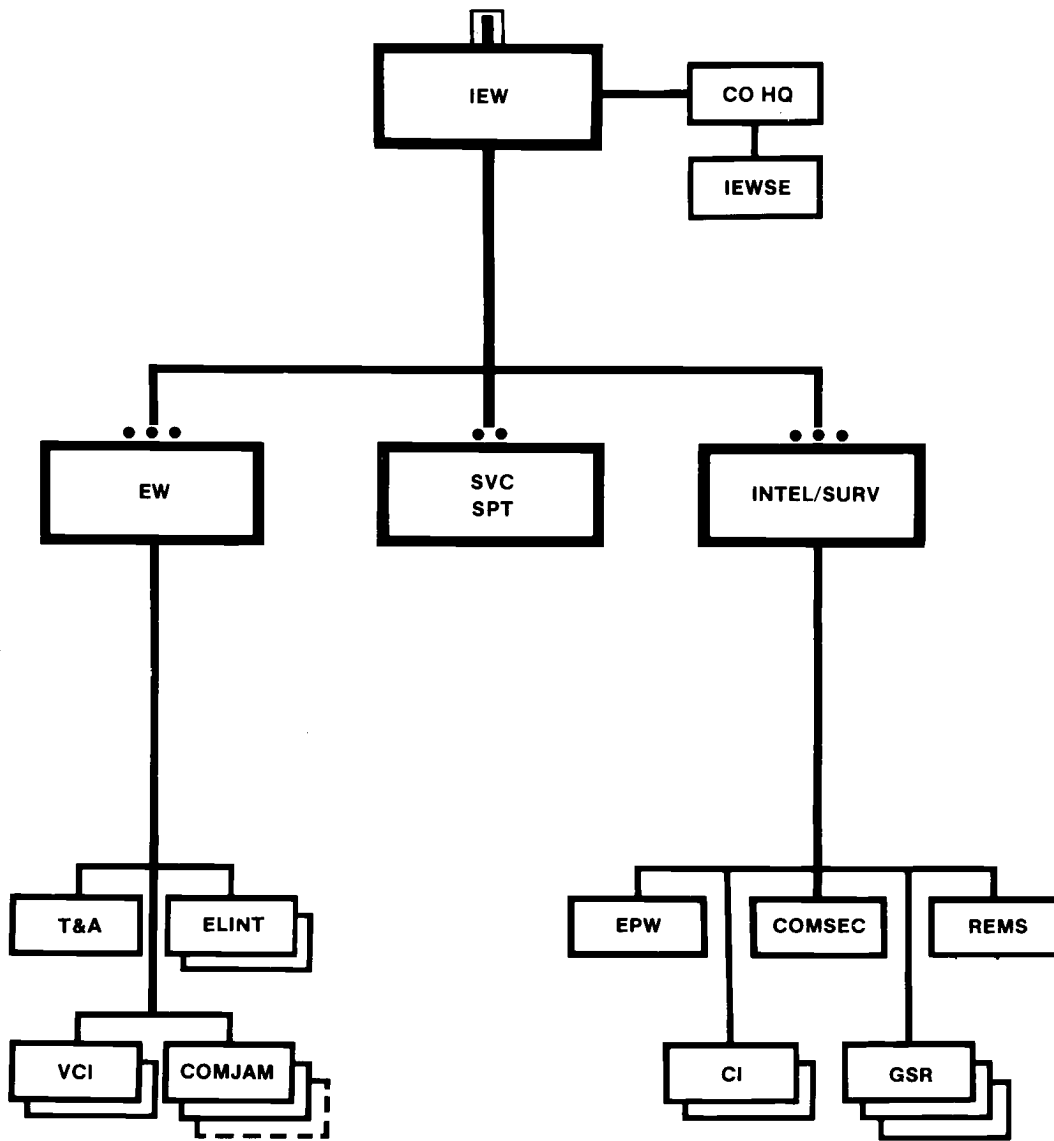 IEW
CO HQ
IEWSE
EW
SVC
SPT
INTEL/SURV
T&A
ELINT
EPW
COMSEC
REMS
VCI
COMJAM
CI
GSR